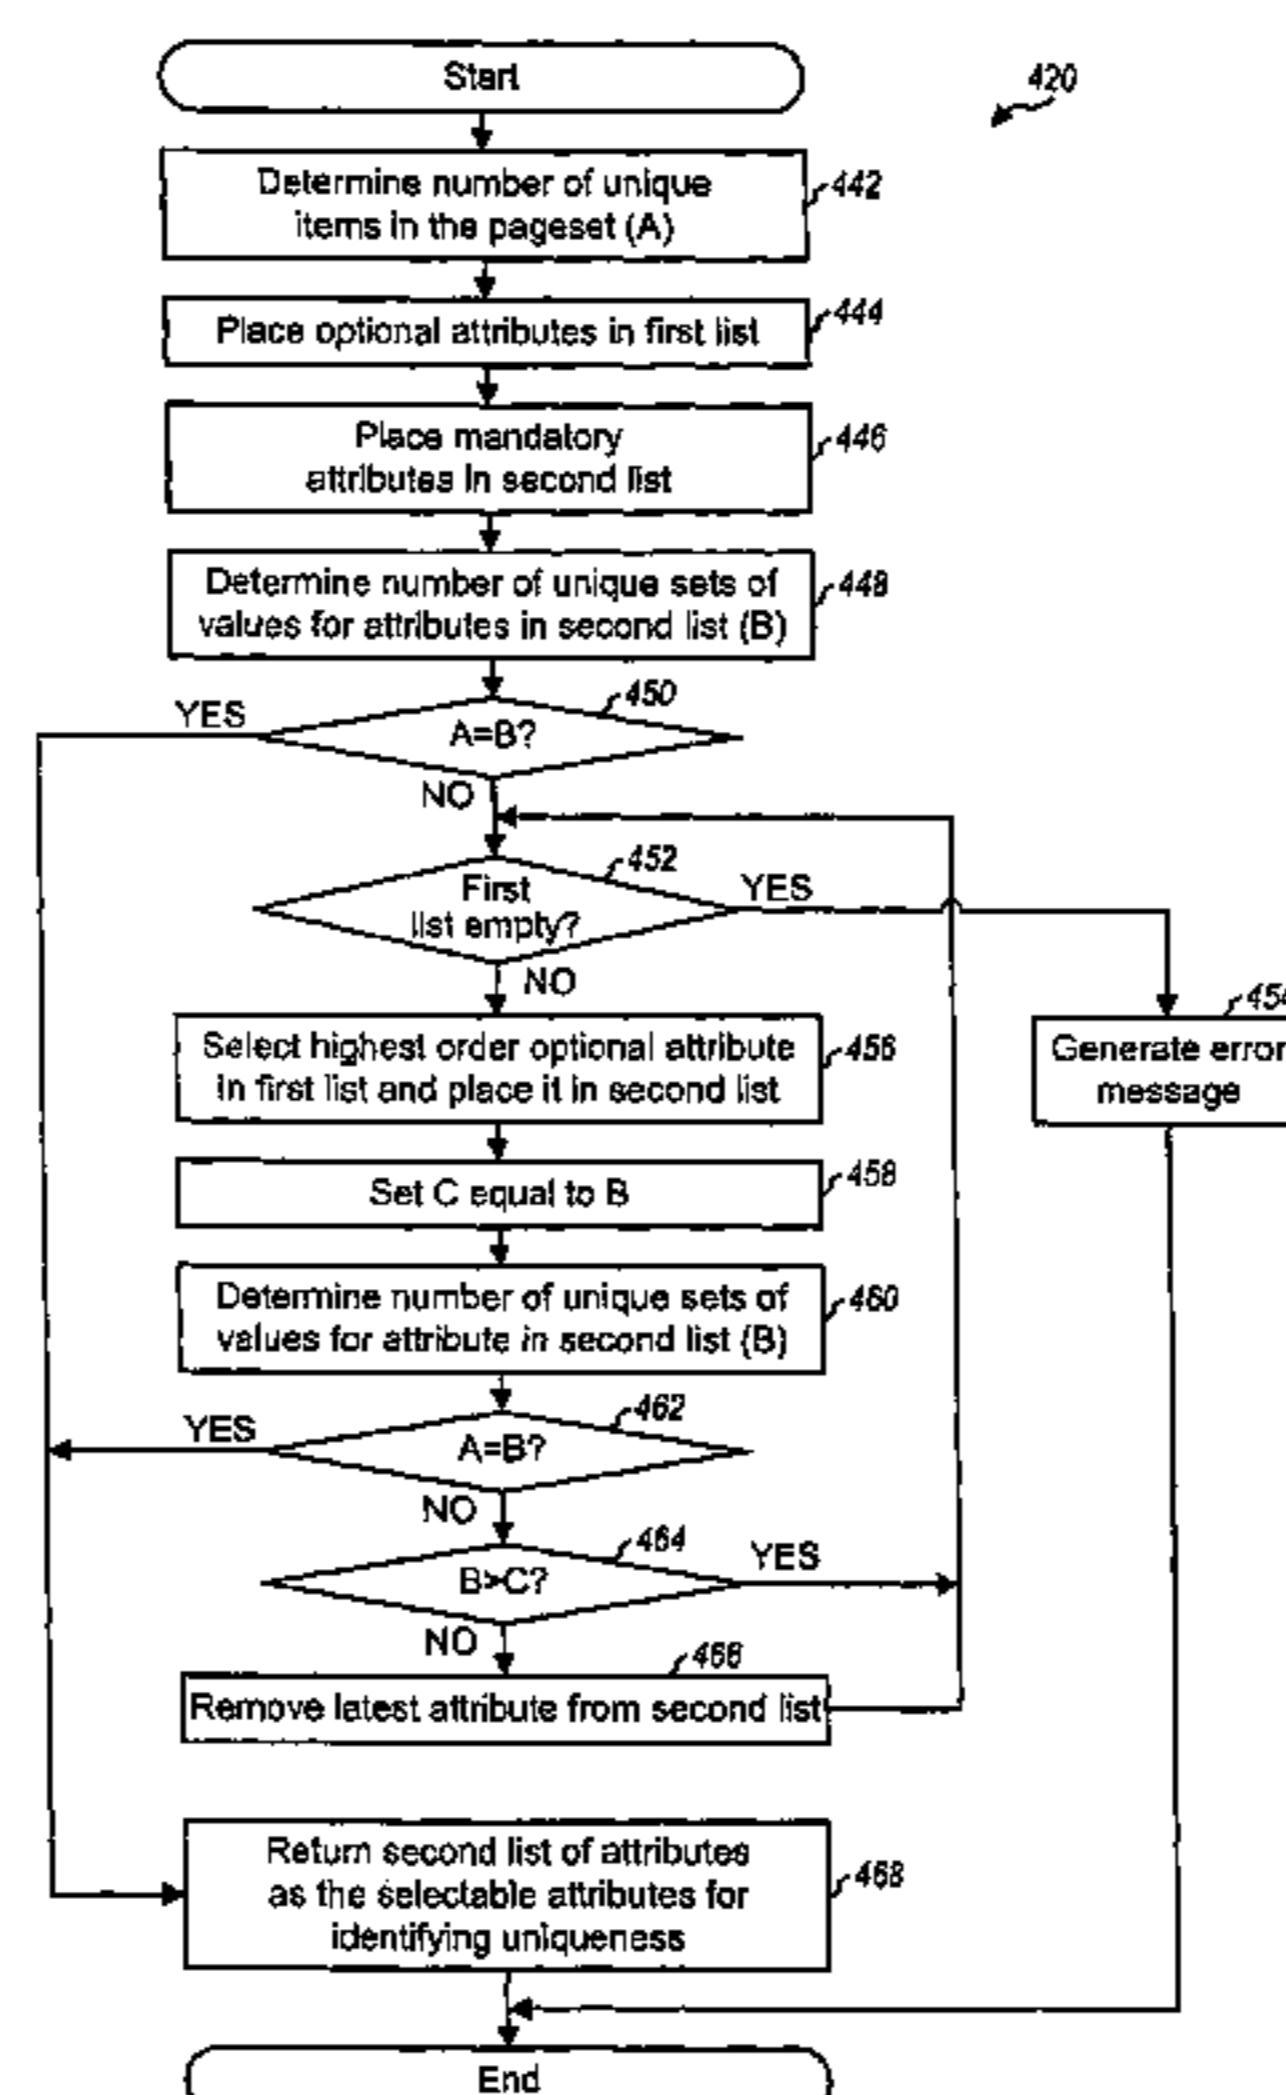 Start
420
Determine number of unique
items in the pageset (A)
442
Place optional attributes in first list
444
Place mandatory
attributes in second list
446
Determine number of unique sets of
values for attributes in second list (B)
448
450
YES
A=B?
NO
452
First
list empty?
YES
NO
Select highest order optional attribute
in first list and place it in second list
456
Generate error
message
Set C equal to B
458
Determine number of unique sets of
values for attribute in second list (B)
460
462
YES
A=B?
NO
464
B>C?
YES
NO
466
Remove latest attribute from second list
Return second list of attributes
as the selectable attributes for
identifying uniqueness
468
End